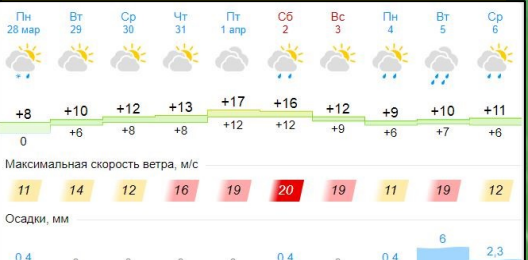 Пн Вт Ср Чт Пт Сб Вс Пн Вт Ср
28 мар 29 30 31 1 апр 2 3 4 5 6
+8 +10 +12 +13 +17 +16 +12 +9 +10 +11
0 +6 +8 +8 +12 +12 +9 +6 +7 +6
Максимальная скорость ветра, м/с
11 14 12 16 19 20 19 11 19 12
Осадки, мм
6
0,4 0,4 0,4 2,3